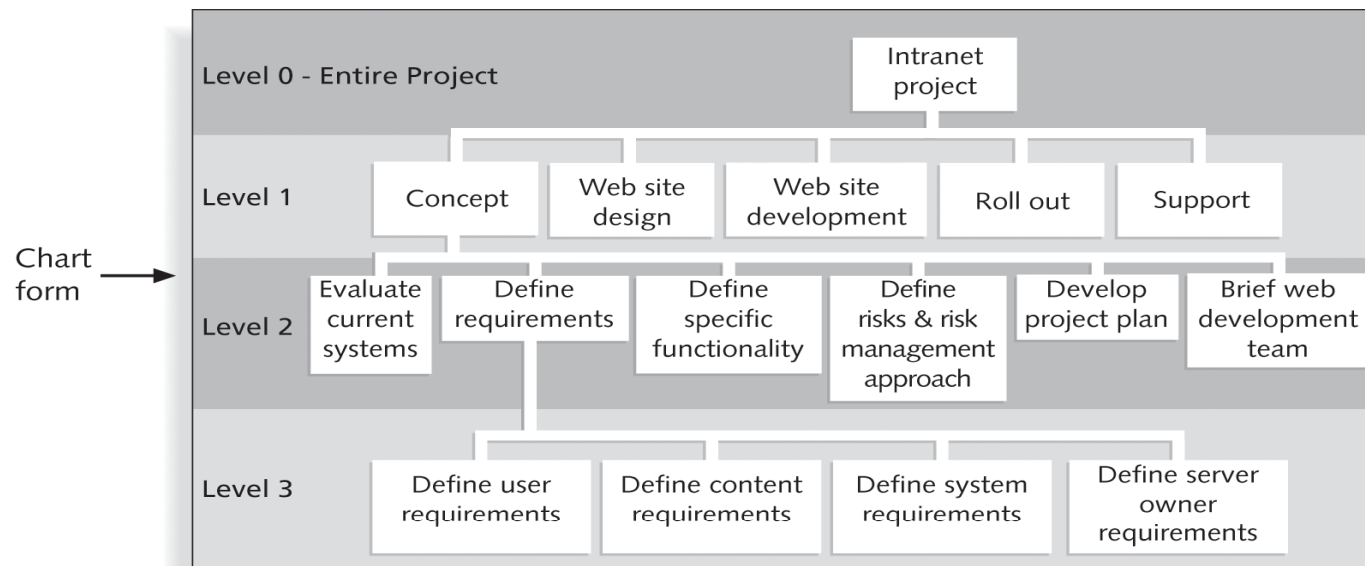 Level 0 - Entire Project
Intranet
project
Level 1
Concept
Web site
design
Web site
development
Roll out
Support
Chart
form
Level 2
Evaluate
current
systems
Define
requirements
Define
specific
functionality
Define
risks & risk
management
approach
Develop
project plan
Brief web
development
team
Level 3
Define user
requirements
Define content
requirements
Define system
requirements
Define server
owner
requirements